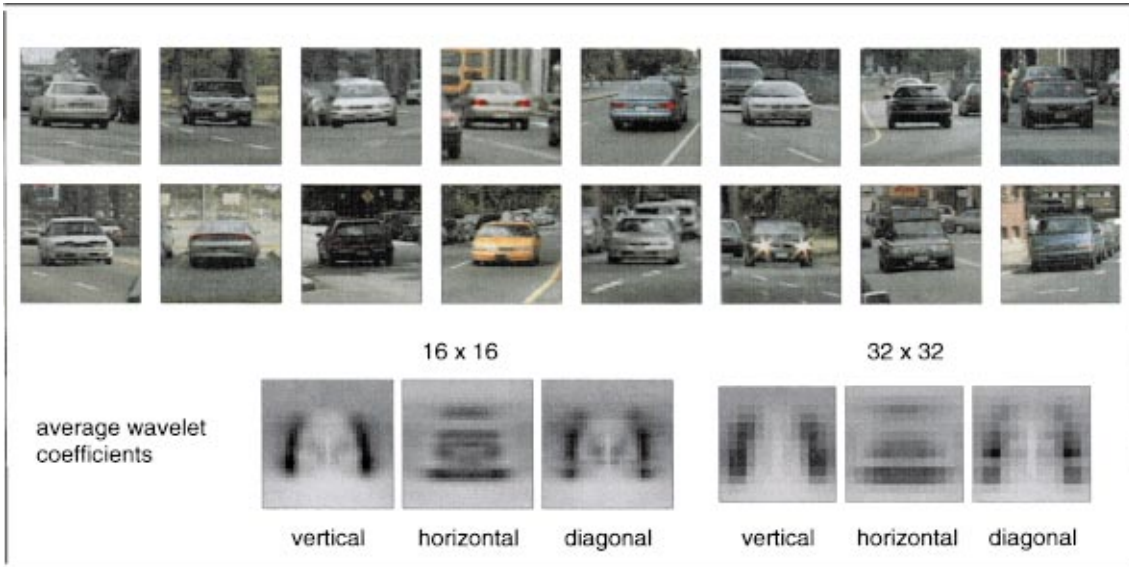 16 x 16
32 x 32
average wavelet
coefficients
vertical
horizontal
diagonal
vertical
horizontal
diagonal